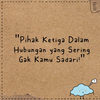 "Pihak Ketiga Dalam
Hubungan yang Sering
Gak Kamu Sadari!"